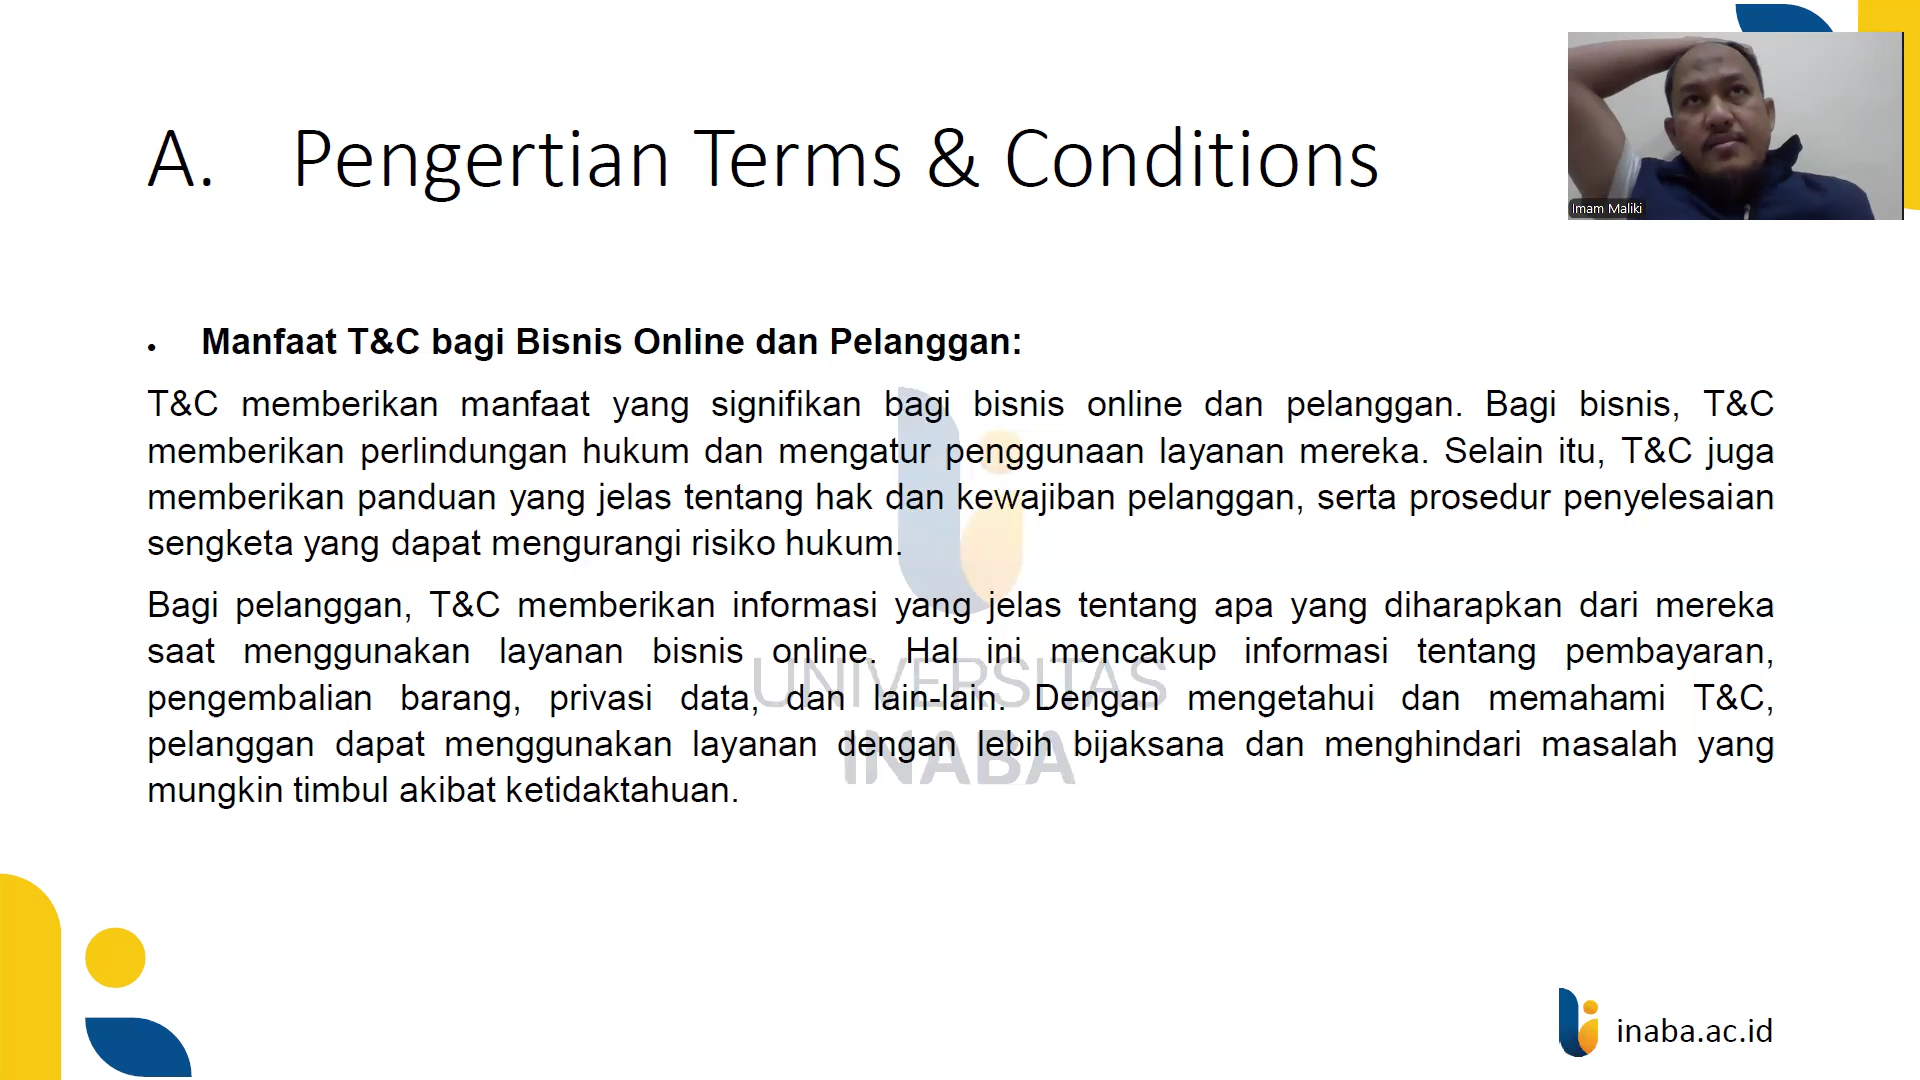 A. Pengertian Terms & Conditions
Imam Maliki
• Manfaat T&C bagi Bisnis Online dan Pelanggan:
T&C memberikan manfaat yang signifikan bagi bisnis online dan pelanggan. Bagi bisnis, T&C
memberikan perlindungan hukum dan mengatur penggunaan layanan mereka. Selain itu, T&C juga
memberikan panduan yang jelas tentang hak dan kewajiban pelanggan, serta prosedur penyelesaian
sengketa yang dapat mengurangi risiko hukum.
Bagi pelanggan, T&C memberikan informasi yang jelas tentang apa yang diharapkan dari mereka
saat menggunakan layanan bisnis online. Hal ini mencakup informasi tentang pembayaran,
pengembalian barang, privasi data, dan lain-lain. Dengan mengetahui dan memahami T&C,
pelanggan dapat menggunakan layanan dengan lebih bijaksana dan menghindari masalah yang
mungkin timbul akibat ketidaktahuan.
UNIVERSITAS
INABA
inaba.ac.id